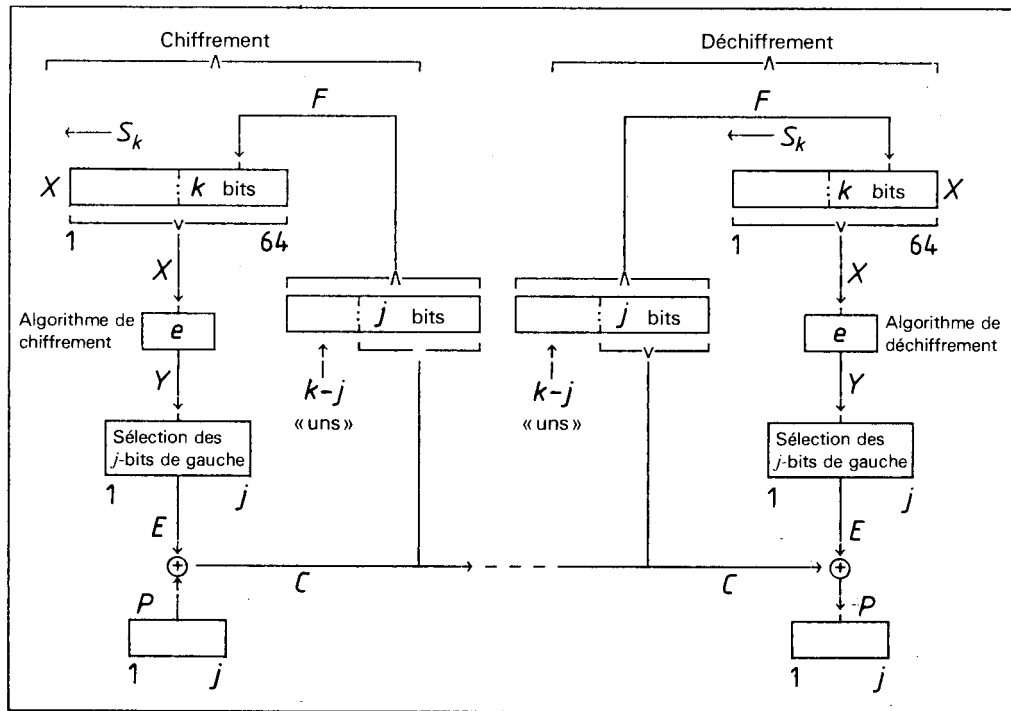 Chiffrement
Déchiffrement
F
F
← S_k
← S_k
X
k bits
k bits
X
1
64
1
64
X
X
j bits
j bits
Algorithme de
chiffrement
e
e
Algorithme de
déchiffrement
Y
k-j
k-j
Y
«uns»
«uns»
Sélection des
j-bits de gauche
Sélection des
j-bits de gauche
1
j
1
j
E
E
+
C
C
+
P
P
1
j
1
j